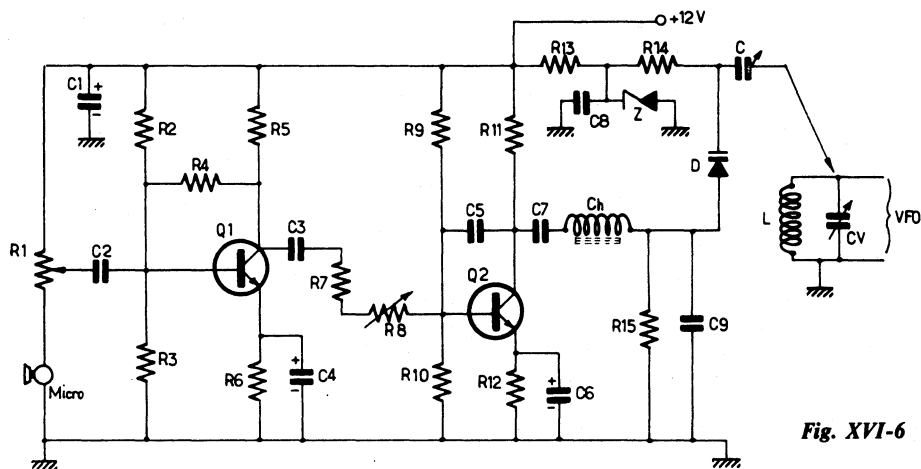 +12V
R13
R14
C
C1
+
-
R2
R5
R9
R11
C8
Z
R4
D
Q1
C3
C5
C7
Ch
L
CV
VFO
R1
C2
R7
Q2
R8
R3
R15
C9
Micro
R6
+
-
C4
R10
R12
+
-
C6
Fig. XVI-6